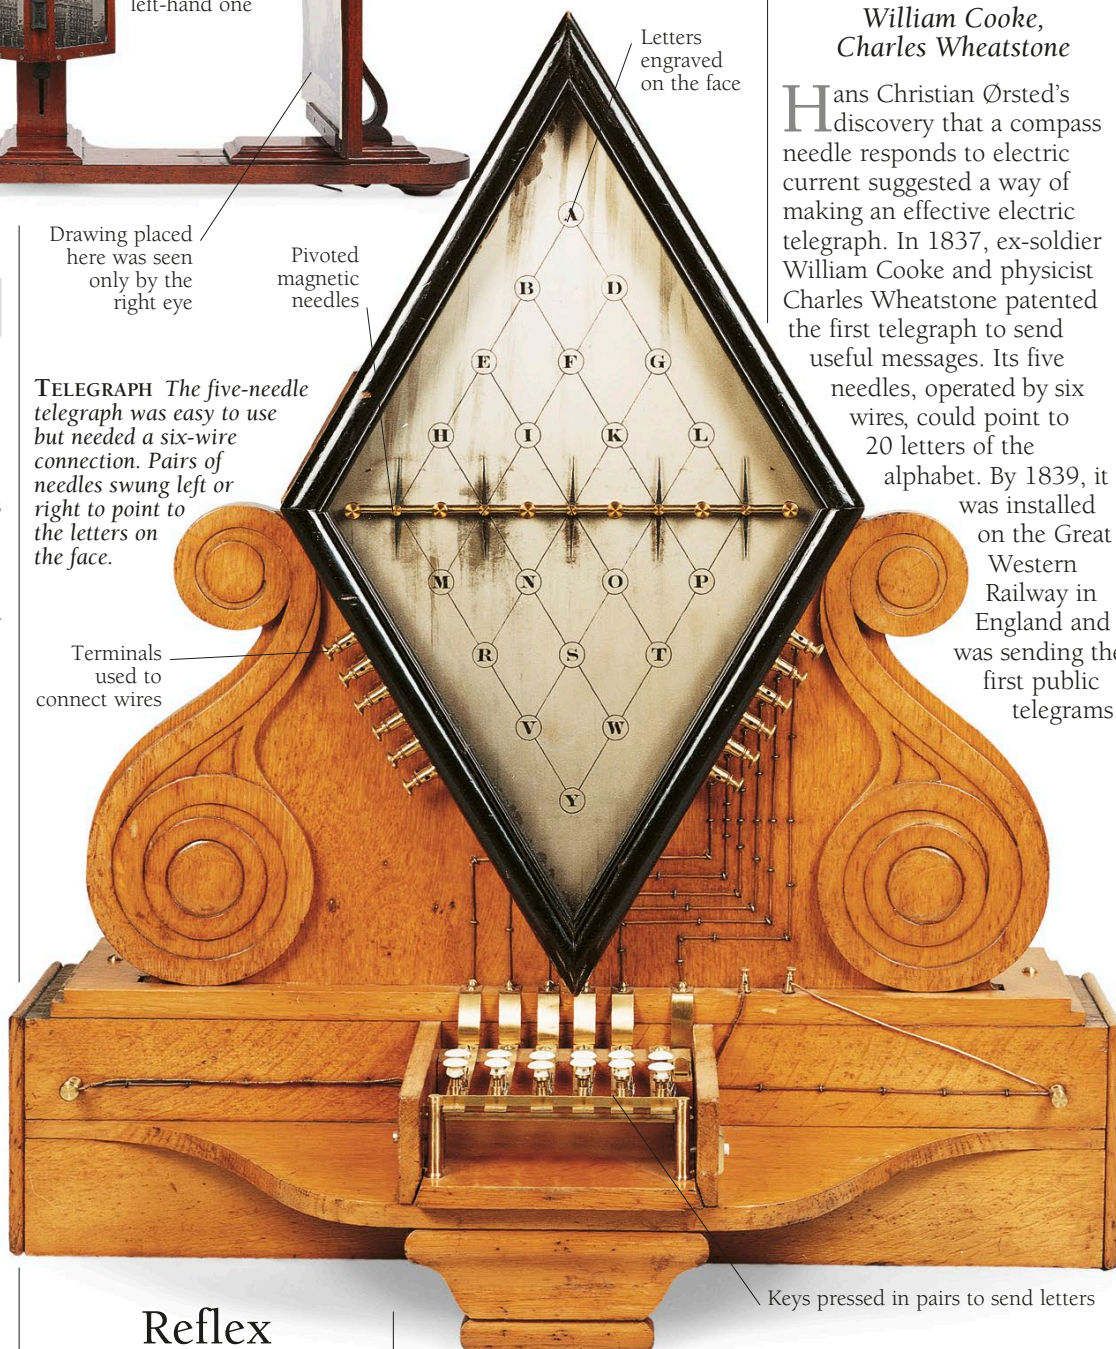 left-hand one
Drawing placed
here was seen
only by the
right eye
Pivoted
magnetic
needles
Letters
engraved
on the face
TELEGRAPH The five-needle
telegraph was easy to use
but needed a six-wire
connection. Pairs of
needles swung left or
right to point to
the letters on
the face.
Terminals
used to
connect wires
A
B D
E F G
H I K L
M N O P
R S T
V W
Y
Keys pressed in pairs to send letters
William Cooke,
Charles Wheatstone
Hans Christian Ørsted's
discovery that a compass
needle responds to electric
current suggested a way of
making an effective electric
telegraph. In 1837, ex-soldier
William Cooke and physicist
Charles Wheatstone patented
the first telegraph to send
useful messages. Its five
needles, operated by six
wires, could point to
20 letters of the
alphabet. By 1839, it
was installed
on the Great
Western
Railway in
England and
was sending the
first public
telegrams
Reflex